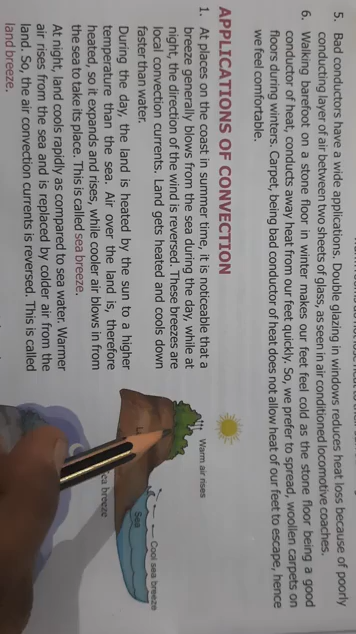 5. Bad conductors have a wide applications. Double glazing in windows reduces heat loss because of poorly
conducting layer of air between two sheets of glass, as seen in air conditioned locomotive coaches.
6. Walking barefoot on a stone floor in winter makes our feet feel cold as the stone floor being a good
conductor of heat, conducts away heat from our feet quickly. So, we prefer to spread, woollen carpets on
floors during winters. Carpet, being bad conductor of heat does not allow heat of our feet to escape, hence
we feel comfortable.
APPLICATIONS OF CONVECTION
1. At places on the coast in summer time, it is noticeable that a
breeze generally blows from the sea during the day, while at
night, the direction of the wind is reversed. These breezes are
local convection currents. Land gets heated and cools down
faster than water.
During the day, the land is heated by the sun to a higher
temperature than the sea. Air over the land is, therefore
heated, so it expands and rises, while cooler air blows in from
the sea to take its place. This is called sea breeze.
At night, land cools rapidly as compared to sea water. Warmer
air rises from the sea and is replaced by colder air from the
land. So, the air convection currents is reversed. This is called
land breeze.
Warm air rises
Cool sea breeze
Sea
breeze